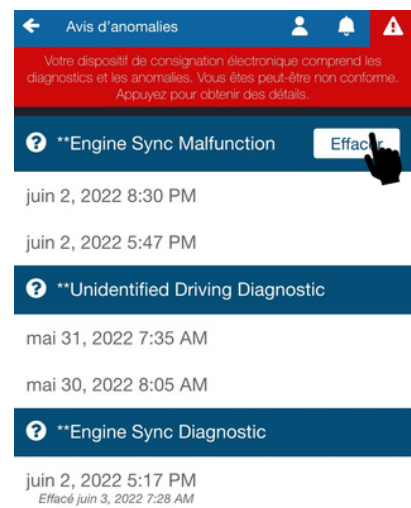 Avis d'anomalies
Votre dispositif de consignation électronique comprend les
diagnostics et les anomalies. Vous êtes peut-être non conforme.
Appuyez pour obtenir des détails.
**Engine Sync Malfunction
Effacer
juin 2, 2022 8:30 PM
juin 2, 2022 5:47 PM
**Unidentified Driving Diagnostic
mai 31, 2022 7:35 AM
mai 30, 2022 8:05 AM
**Engine Sync Diagnostic
juin 2, 2022 5:17 PM
Effacé juin 3, 2022 7:28 AM